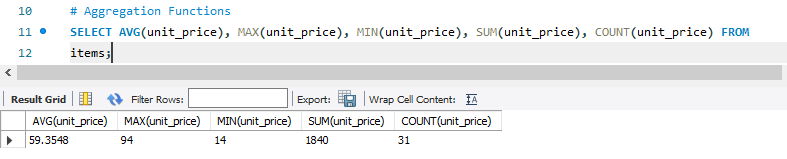 10 # Aggregation Functions
11 SELECT AVG(unit_price), MAX(unit_price), MIN(unit_price), SUM(unit_price), COUNT(unit_price) FROM
12 items;
Result Grid Filter Rows: Export: Wrap Cell Content:
AVG(unit_price) MAX(unit_price) MIN(unit_price) SUM(unit_price) COUNT(unit_price)
59.3548 94 14 1840 31